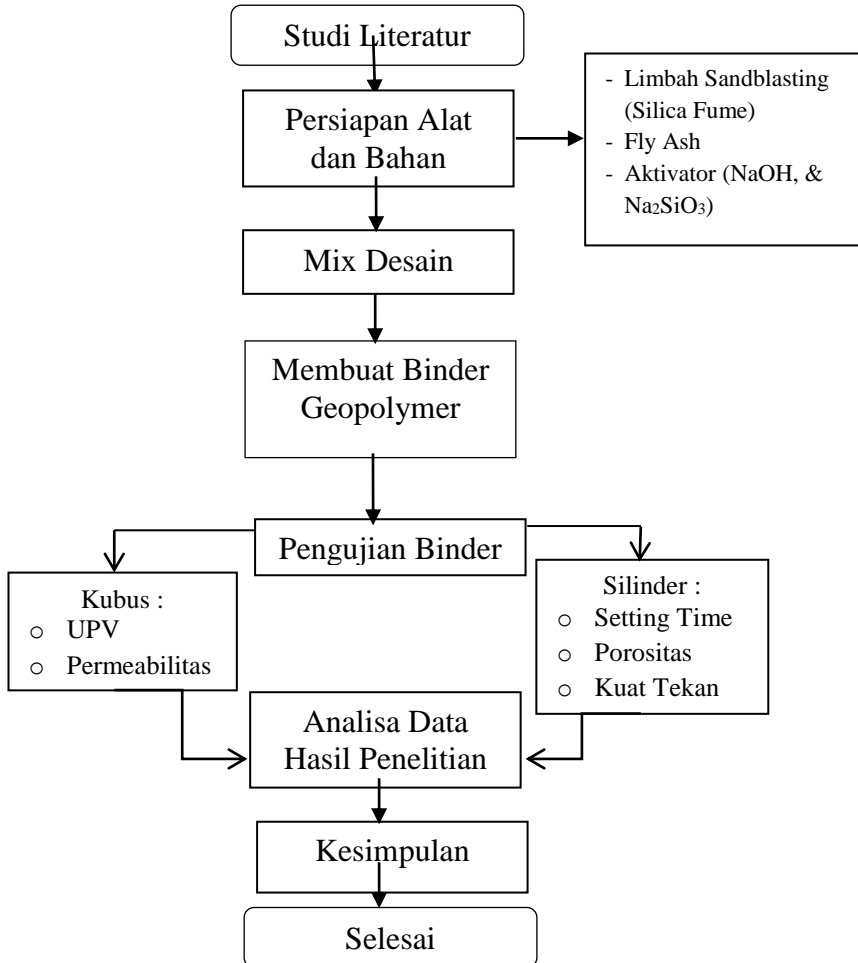 Studi Literatur
Persiapan Alat
dan Bahan
- Limbah Sandblasting
(Silica Fume)
- Fly Ash
- Aktivator (NaOH, &
Na₂SiO₃)
Mix Desain
Membuat Binder
Geopolymer
Pengujian Binder
Kubus :
o UPV
o Permeabilitas
Silinder :
o Setting Time
o Porositas
o Kuat Tekan
Analisa Data
Hasil Penelitian
Kesimpulan
Selesai